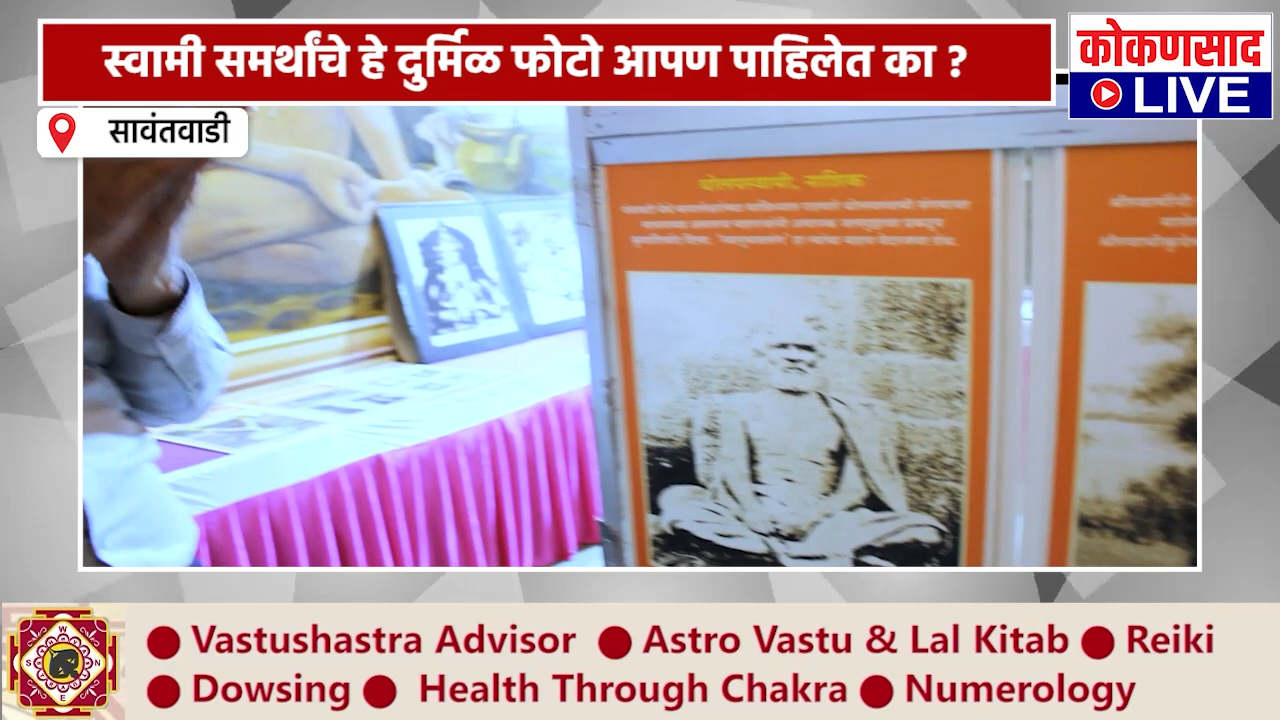 स्वामी समर्थांचे हे दुर्मिळ फोटो आपण पाहिलेत का ?
कोकणसाद
LIVE
सावंतवाडी
नाशिक
● Vastushastra Advisor ● Astro Vastu & Lal Kitab ● Reiki
● Dowsing ● Health Through Chakra ● Numerology
W
S N
E